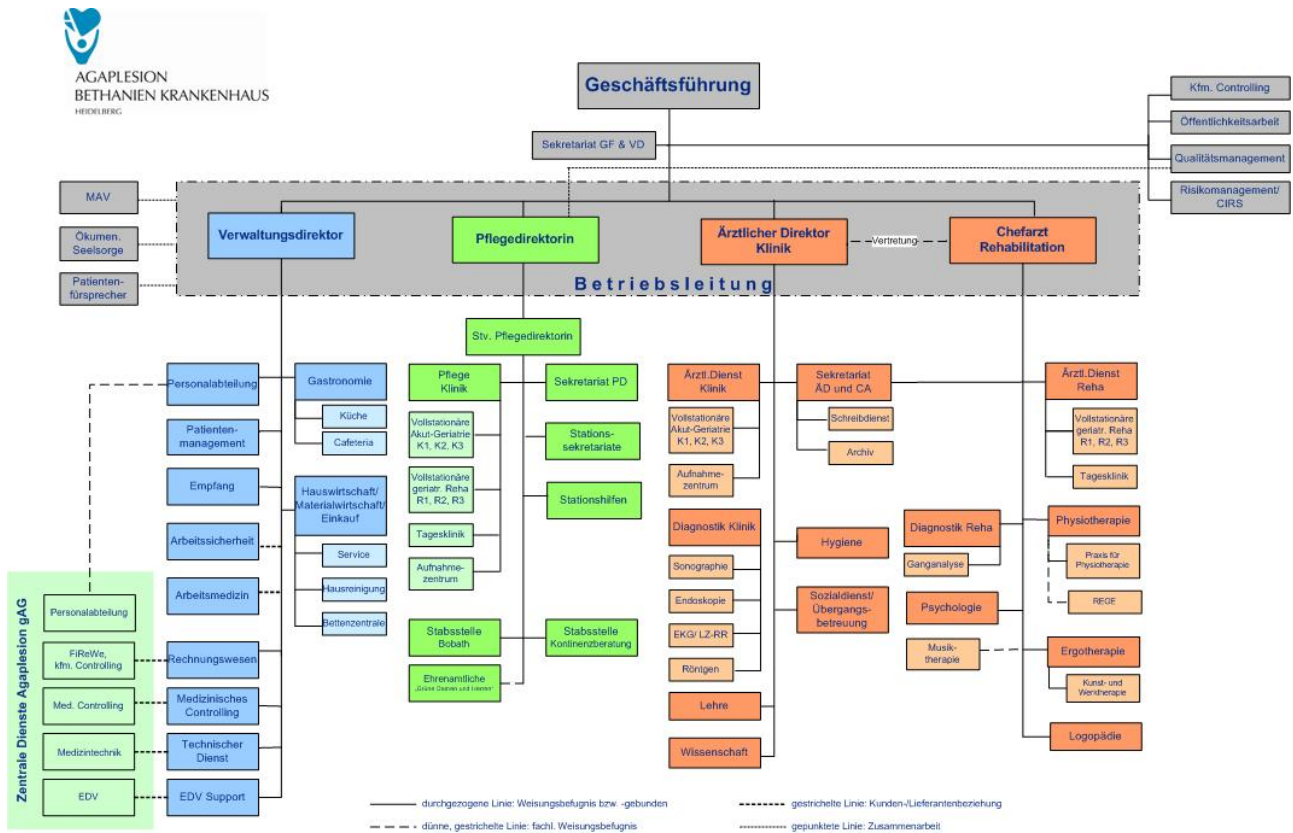 AGAPLESION
BETHANIEN KRANKENHAUS
HEIDELBERG
Geschäftsführung
Sekretariat GF & VD
Kfm. Controlling
Öffentlichkeitsarbeit
Qualitätsmanagement
Risikomanagement/
CIRS
MAV
Ökumen.
Seelsorge
Patienten-
fürsprecher
Verwaltungsdirektor
Pflegedirektorin
Ärztlicher Direktor
Klinik
Vertretung
Chefarzt
Rehabilitation
Betriebsleitung
Stv. Pflegedirektorin
Personalabteilung
Patienten-
management
Empfang
Arbeitssicherheit
Arbeitsmedizin
Rechnungswesen
Medizinisches
Controlling
Technischer
Dienst
EDV Support
Gastronomie
Küche
Cafeteria
Hauswirtschaft/
Materialwirtschaft/
Einkauf
Service
Hausreinigung
Bettenzentrale
Zentrale Dienste Agaplesion gAG
Personalabteilung
FiReWe,
kfm. Controlling
Med. Controlling
Medizintechnik
EDV
Pflege
Klinik
Vollstationäre
Akut-Geriatrie
K1, K2, K3
Vollstationäre
geriatr. Reha
R1, R2, R3
Tagesklinik
Aufnahme-
zentrum
Stabsstelle
Bobath
Ehrenamtliche
„Grüne Damen und Herren“
Sekretariat PD
Stations-
sekretariate
Stationshilfen
Stabsstelle
Kontinenzberatung
Ärztl.Dienst
Klinik
Vollstationäre
Akut-Geriatrie
K1, K2, K3
Aufnahme-
zentrum
Diagnostik Klinik
Sonographie
Endoskopie
EKG/ LZ-RR
Röntgen
Lehre
Wissenschaft
Sekretariat
ÄD und CA
Schreibdienst
Archiv
Hygiene
Sozialdienst/
Übergangs-
betreuung
Diagnostik Reha
Ganganalyse
Psychologie
Musik-
therapie
Ärztl.Dienst
Reha
Vollstationäre
geriatr. Reha
R1, R2, R3
Tagesklinik
Physiotherapie
Praxis für
Physiotherapie
REGE
Ergotherapie
Kunst- und
Werktherapie
Logopädie
durchgezogene Linie: Weisungsbefugnis bzw. -gebunden
dünne, gestrichelte Linie: fachl. Weisungsbefugnis
gestrichelte Linie: Kunden-/Lieferantenbeziehung
gepunktete Linie: Zusammenarbeit